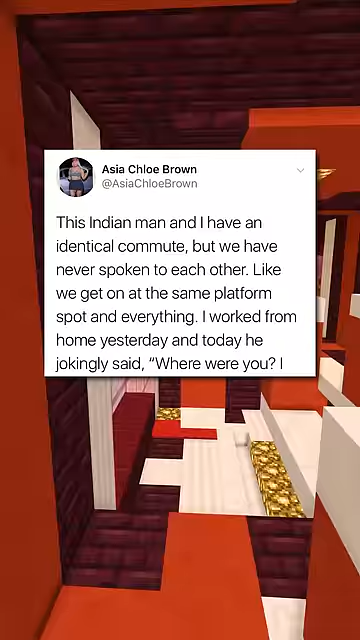 Asia Chloe Brown
@AsiaChloeBrown
This Indian man and I have an
identical commute, but we have
never spoken to each other. Like
we get on at the same platform
spot and everything. I worked from
home yesterday and today he
jokingly said, “Where were you? I